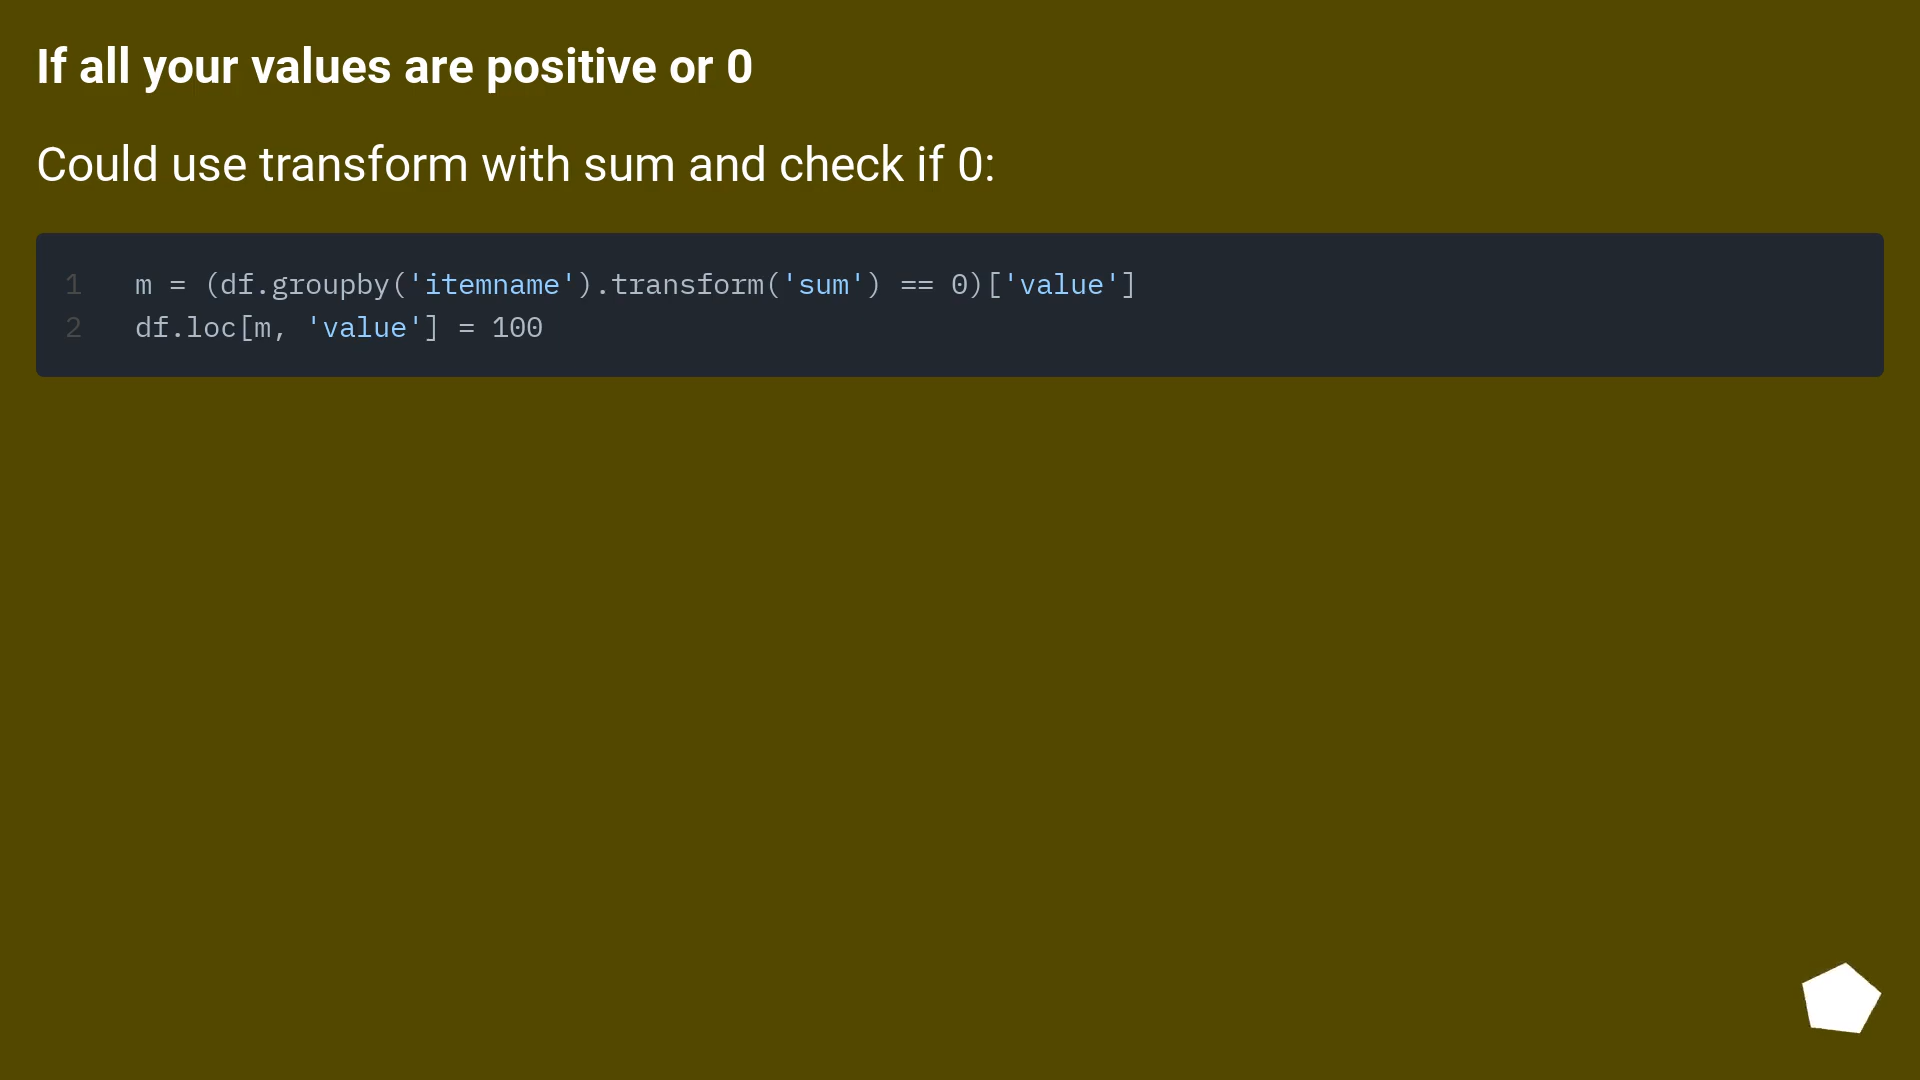 If all your values are positive or 0
Could use transform with sum and check if 0:
1 m = (df.groupby('itemname').transform('sum') == 0)['value']
2 df.loc[m, 'value'] = 100